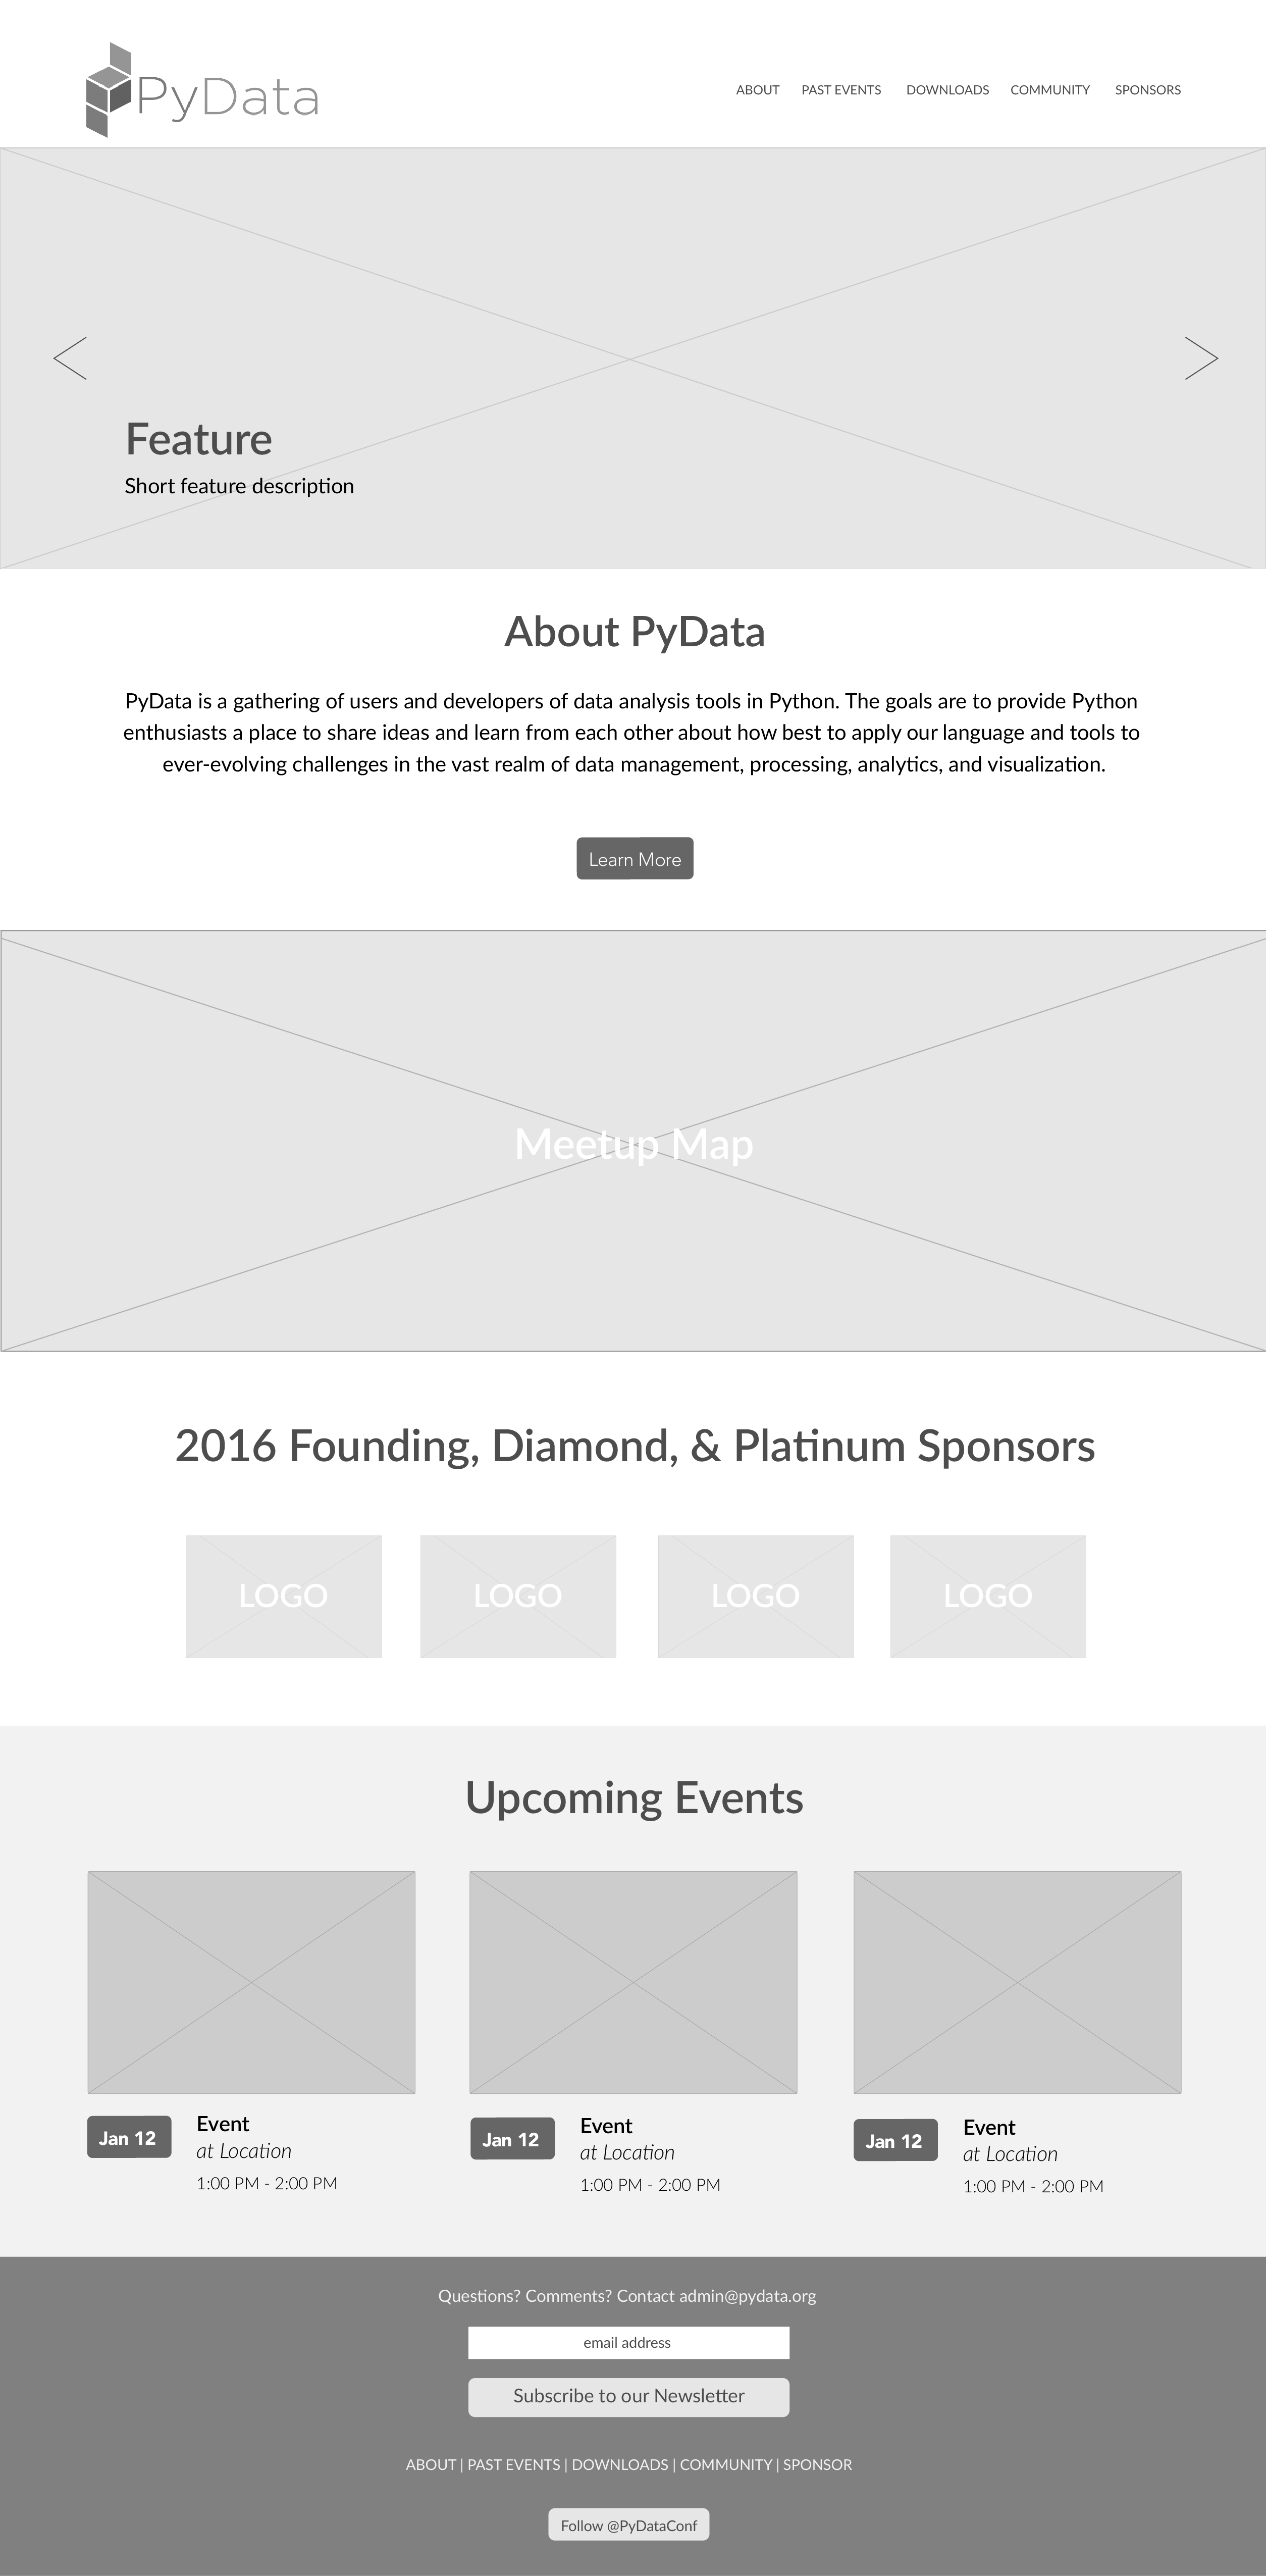 PyData
ABOUT PAST EVENTS DOWNLOADS COMMUNITY SPONSORS
Feature
Short feature description
About PyData
PyData is a gathering of users and developers of data analysis tools in Python. The goals are to provide Python
enthusiasts a place to share ideas and learn from each other about how best to apply our language and tools to
ever-evolving challenges in the vast realm of data management, processing, analytics, and visualization.
Learn More
Meetup Map
2016 Founding, Diamond, & Platinum Sponsors
LOGO LOGO LOGO LOGO
Upcoming Events
Jan 12
Event
at Location
1:00 PM - 2:00 PM
Jan 12
Event
at Location
1:00 PM - 2:00 PM
Jan 12
Event
at Location
1:00 PM - 2:00 PM
Questions? Comments? Contact admin@pydata.org
email address
Subscribe to our Newsletter
ABOUT | PAST EVENTS | DOWNLOADS | COMMUNITY | SPONSOR
Follow @PyDataConf